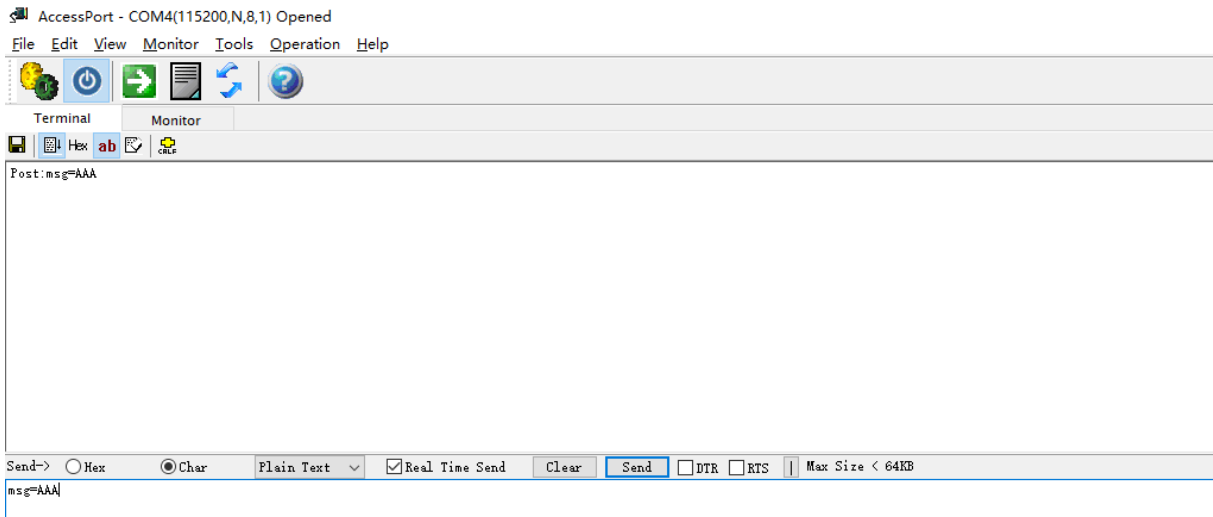 AccessPort - COM4(115200,N,8,1) Opened
File Edit View Monitor Tools Operation Help
Terminal Monitor
Hex ab CRLF
Post:msg=AAA
Send-> Hex Char Plain Text Real Time Send Clear Send DTR RTS | Max Size < 64KB
msg=AAA